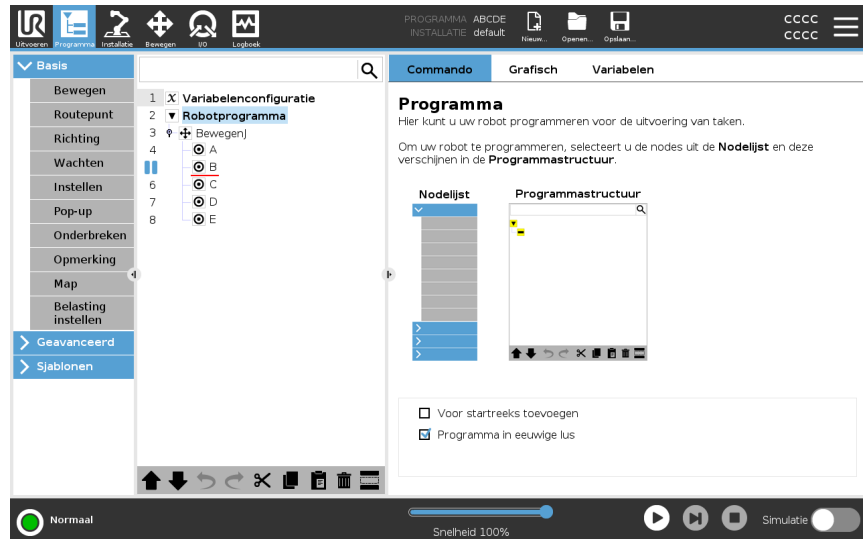 UR
PROGRAMMA ABCDE
INSTALLATIE default
Nieuw...
Openen...
Opslaan...
CCCC
CCCC
Uitvoeren
Programma
Installatie
Bewegen
I/O
Logboek
Basis
Bewegen
Routepunt
Richting
Wachten
Instellen
Pop-up
Onderbreken
Opmerking
Map
Belasting
instellen
Geavanceerd
Sjablonen
1 X Variabelenconfiguratie
2 Robotprogramma
3 BewegenJ
4 A
B
6 C
7 D
8 E
Commando Grafisch Variabelen
Programma
Hier kunt u uw robot programmeren voor de uitvoering van taken.
Om uw robot te programmeren, selecteert u de nodes uit de Nodelijst en deze
verschijnen in de Programmastructuur.
Nodelijst
Programmastructuur
Voor startreeks toevoegen
Programma in eeuwige lus
Normaal
Snelheid 100%
Simulatie